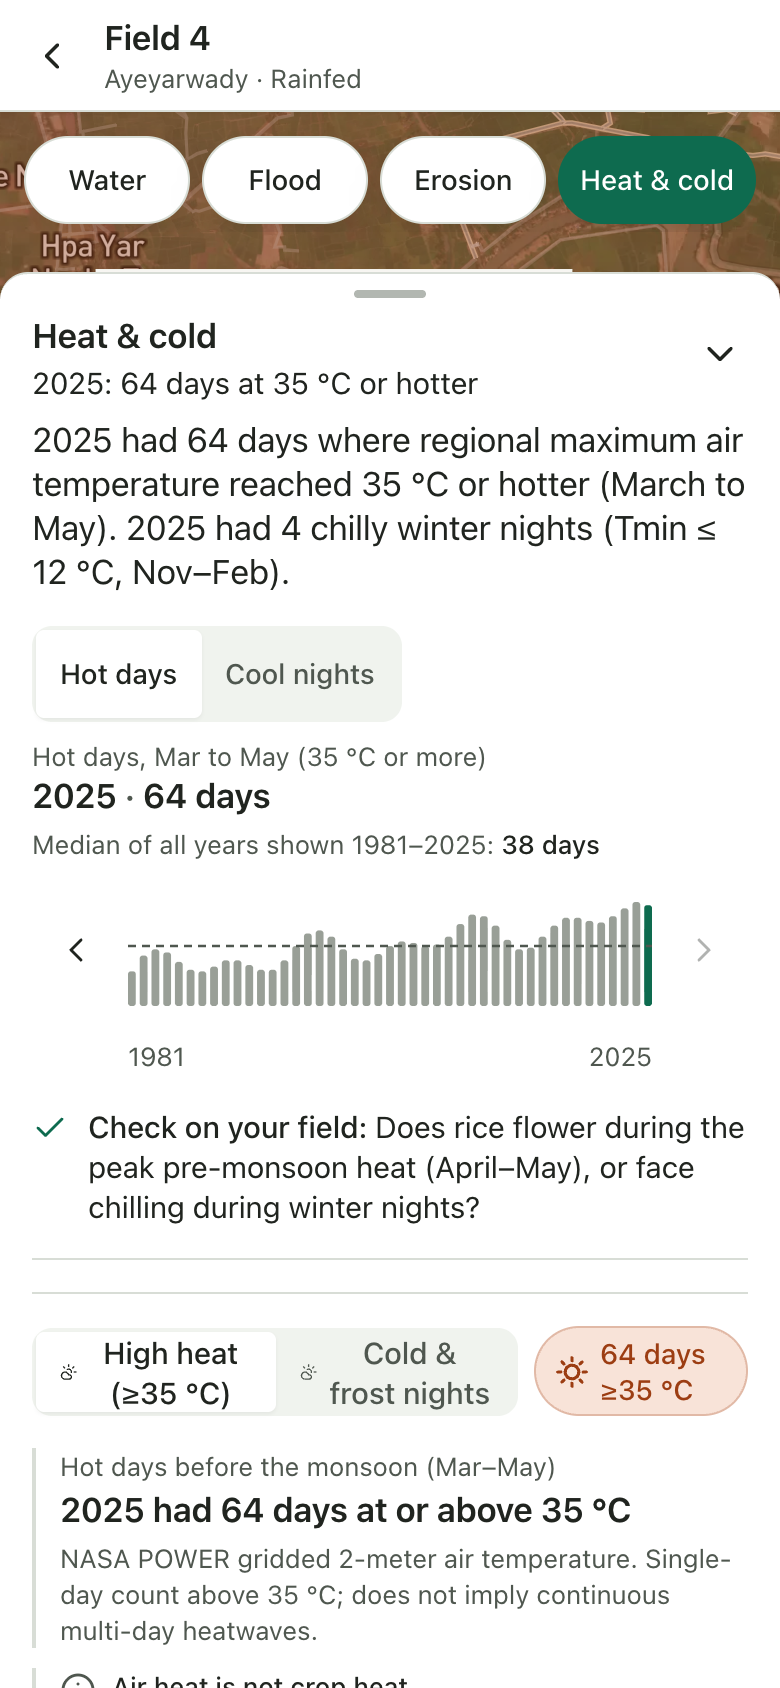 Field 4
Ayeyarwady · Rainfed
Water
Flood
Erosion
Heat & cold
Hpa Yar
Heat & cold
2025: 64 days at 35 °C or hotter
2025 had 64 days where regional maximum air
temperature reached 35 °C or hotter (March to
May). 2025 had 4 chilly winter nights (Tmin ≤
12 °C, Nov–Feb).
Hot days
Cool nights
Hot days, Mar to May (35 °C or more)
2025 · 64 days
Median of all years shown 1981–2025: 38 days
1981
2025
Check on your field: Does rice flower during the
peak pre-monsoon heat (April–May), or face
chilling during winter nights?
High heat
(≥35 °C)
Cold &
frost nights
64 days
≥35 °C
Hot days before the monsoon (Mar–May)
2025 had 64 days at or above 35 °C
NASA POWER gridded 2-meter air temperature. Single-
day count above 35 °C; does not imply continuous
multi-day heatwaves.
Air heat is not crop heat